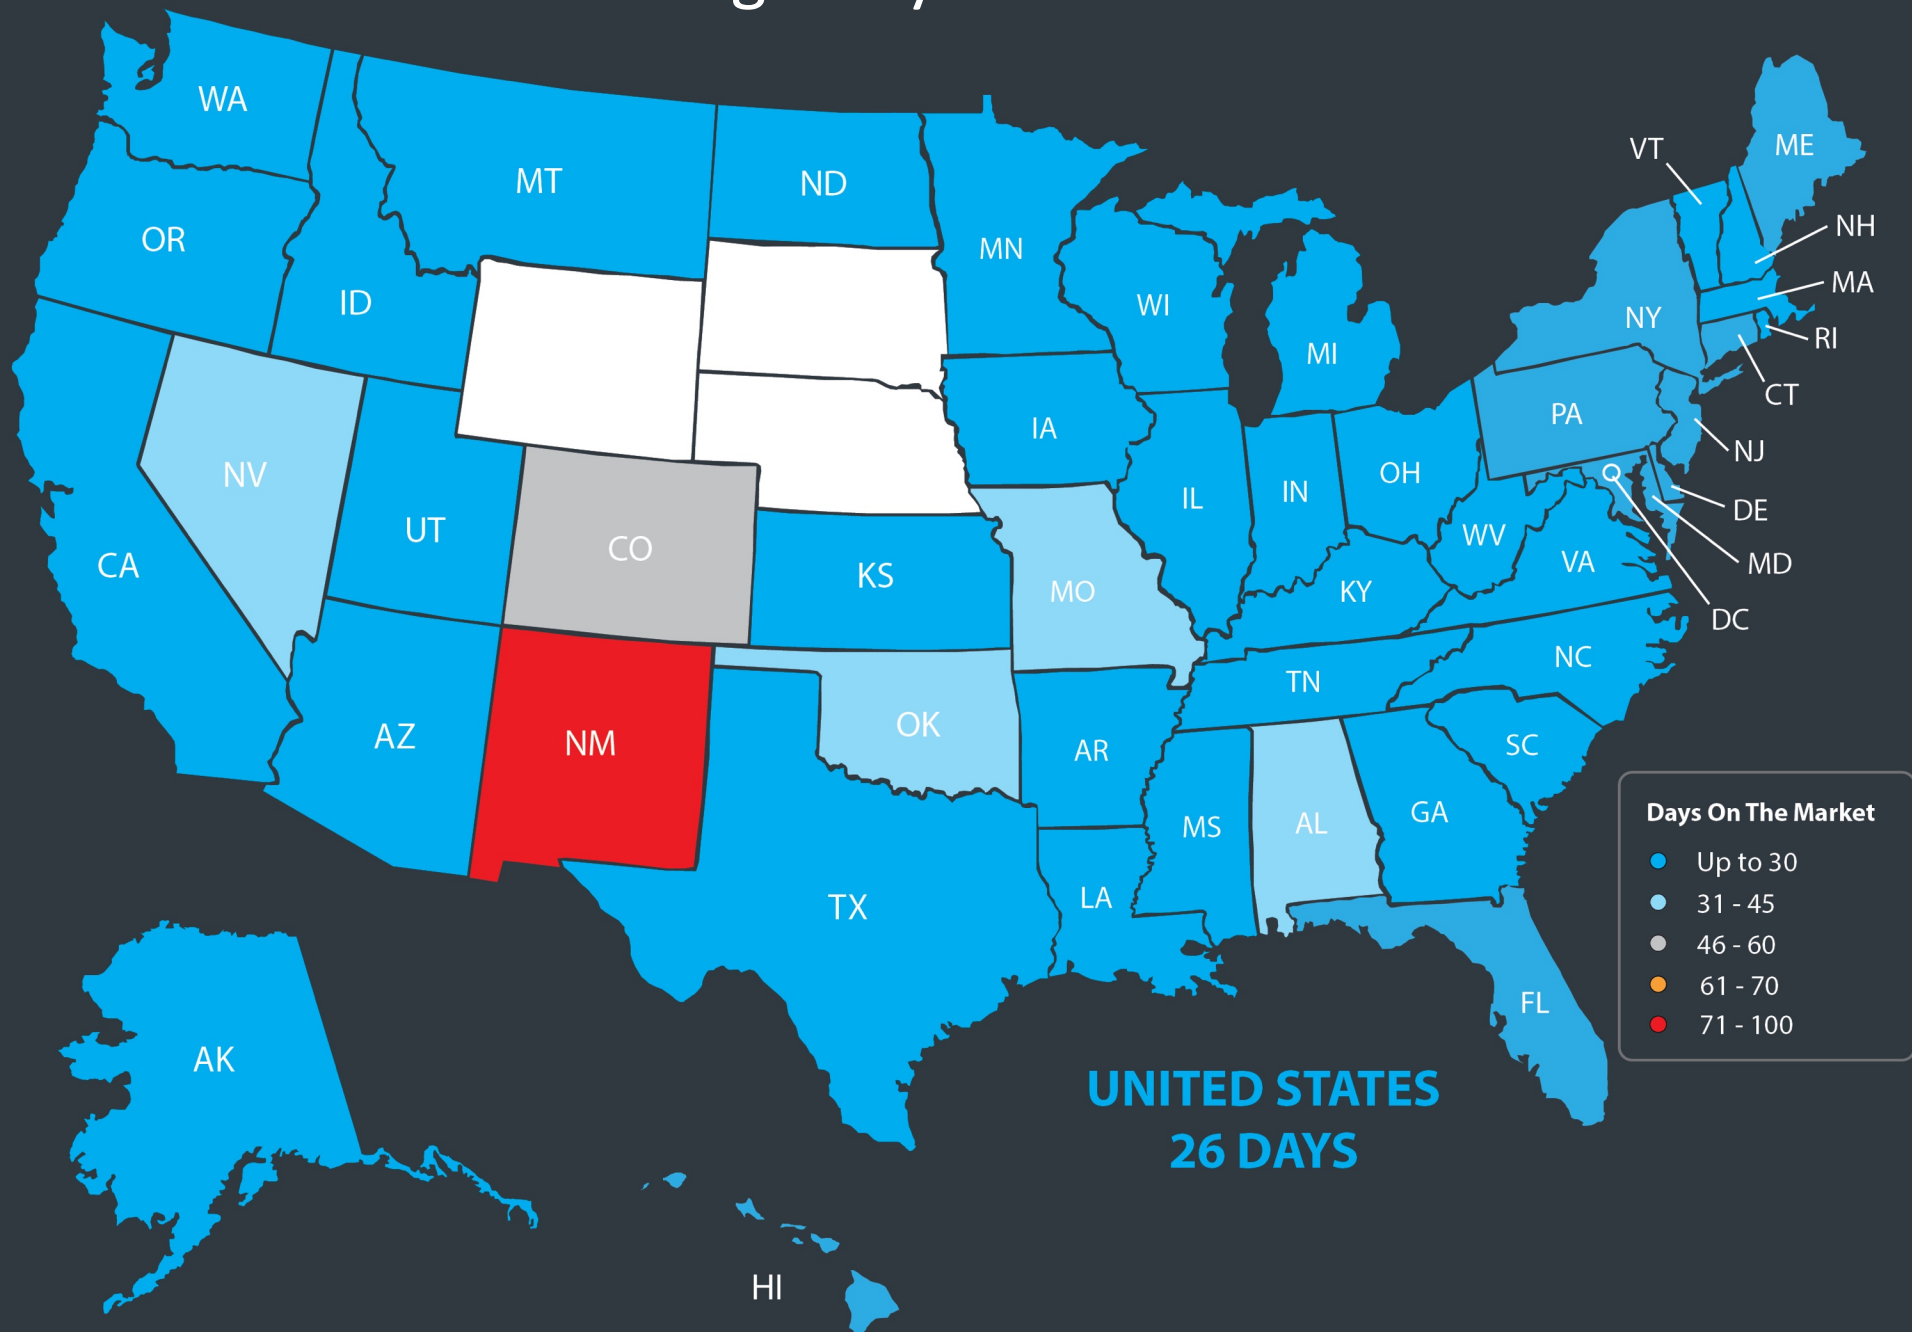 WA
MT
ND
MN
OR
ID
WI
MI
VT
ME
NH
MA
NY
RI
CT
PA
NJ
DE
MD
DC
IA
NV
UT
CO
CA
KS
MO
IL
IN
OH
WV
VA
KY
NC
TN
AZ
NM
OK
AR
SC
MS
AL
GA
TX
LA
FL
AK
HI
Days On The Market
Up to 30
31 - 45
46 - 60
61 - 70
71 - 100
UNITED STATES
26 DAYS